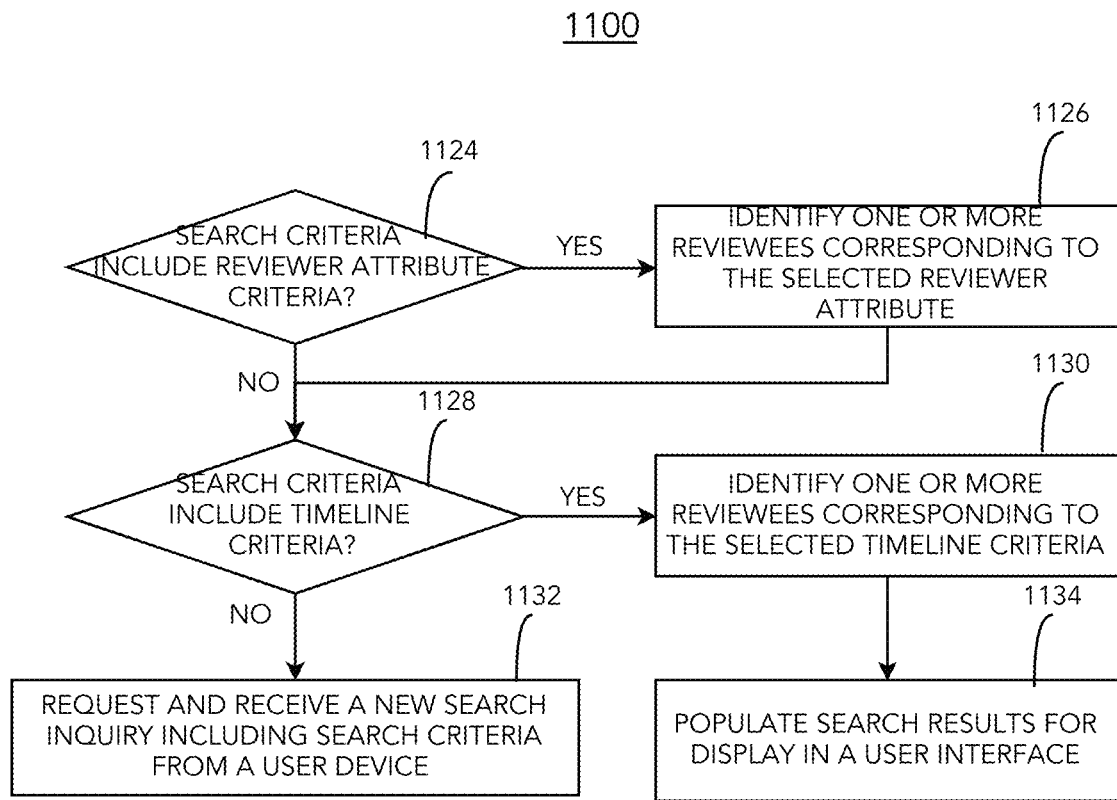 1100
1124
SEARCH CRITERIA
INCLUDE REVIEWER ATTRIBUTE
CRITERIA?
YES
1126
IDENTIFY ONE OR MORE
REVIEWEES CORRESPONDING TO
THE SELECTED REVIEWER
ATTRIBUTE
NO
1128
SEARCH CRITERIA
INCLUDE TIMELINE
CRITERIA?
YES
1130
IDENTIFY ONE OR MORE
REVIEWEES CORRESPONDING TO
THE SELECTED TIMELINE CRITERIA
NO
1132
REQUEST AND RECEIVE A NEW SEARCH
INQUIRY INCLUDING SEARCH CRITERIA
FROM A USER DEVICE
1134
POPULATE SEARCH RESULTS FOR
DISPLAY IN A USER INTERFACE